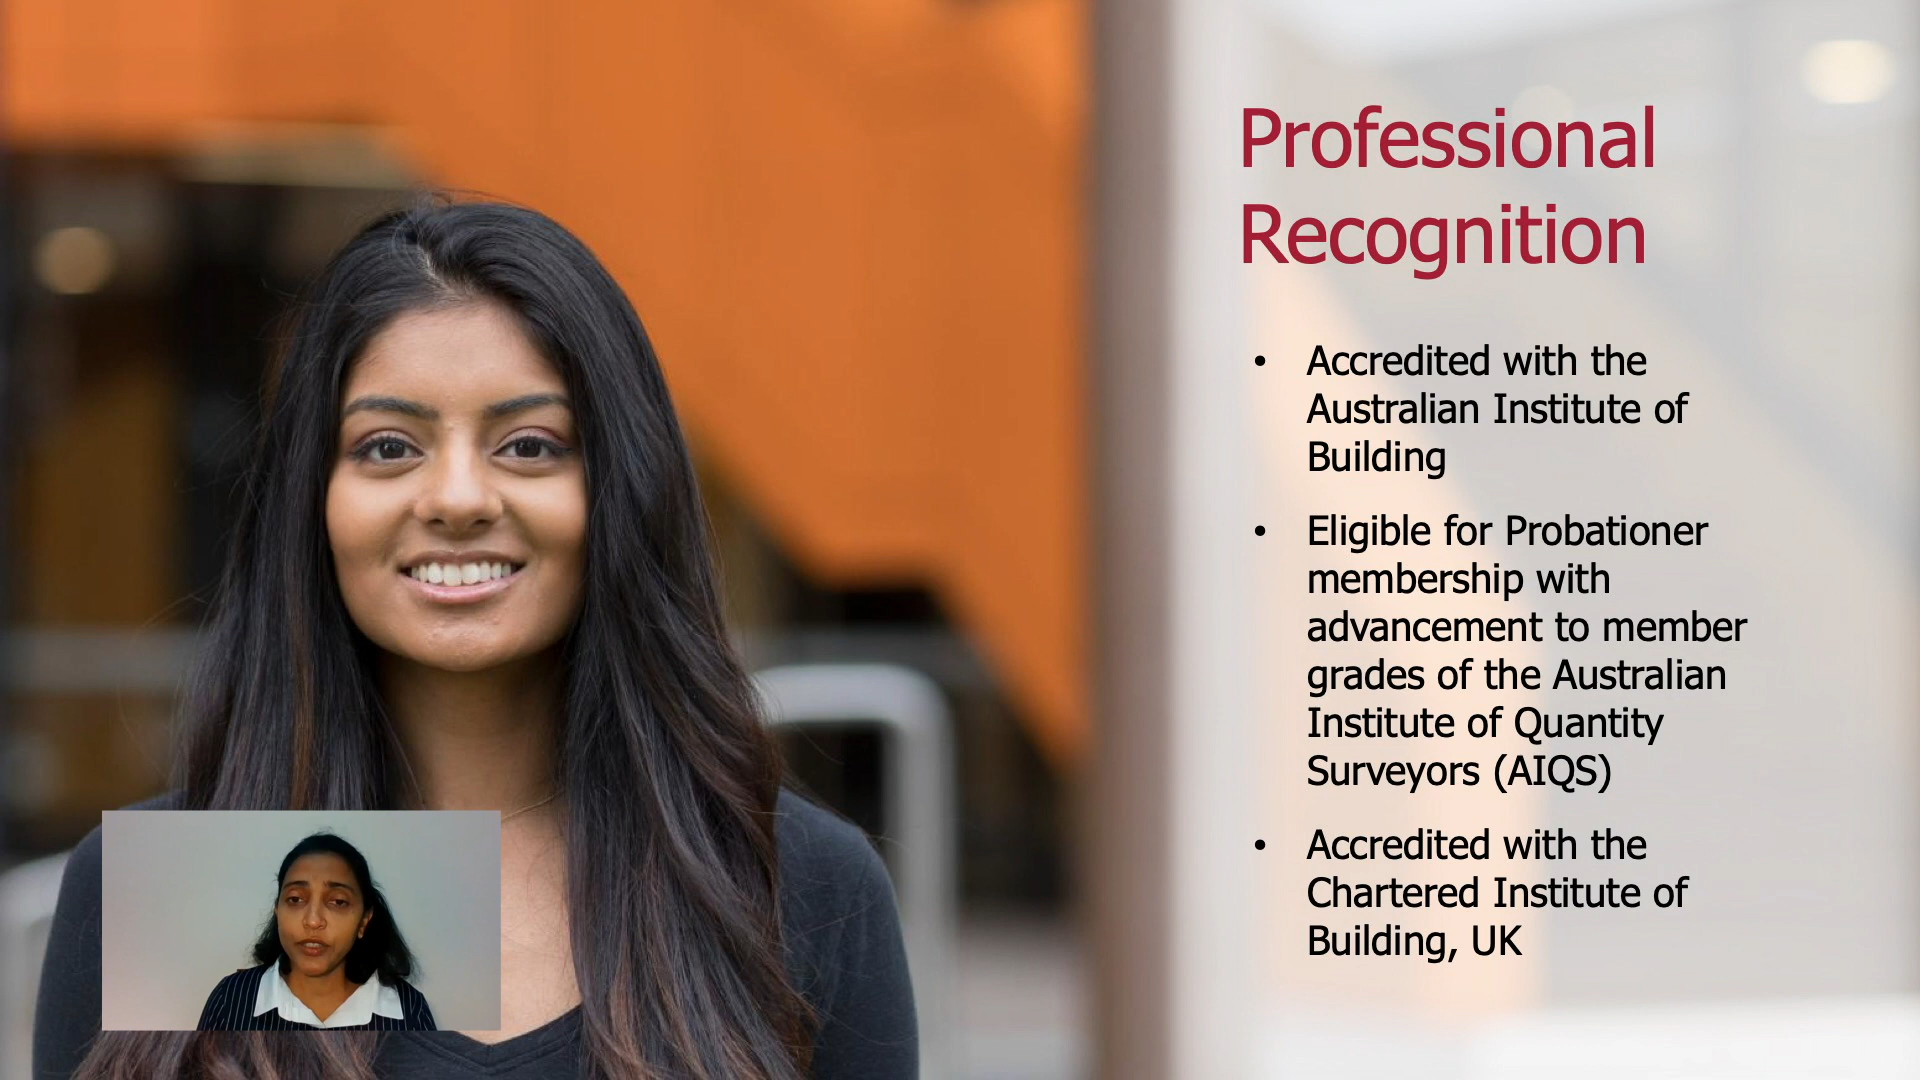 Professional
Recognition
• Accredited with the
Australian Institute of
Building
• Eligible for Probationer
membership with
advancement to member
grades of the Australian
Institute of Quantity
Surveyors (AIQS)
• Accredited with the
Chartered Institute of
Building, UK